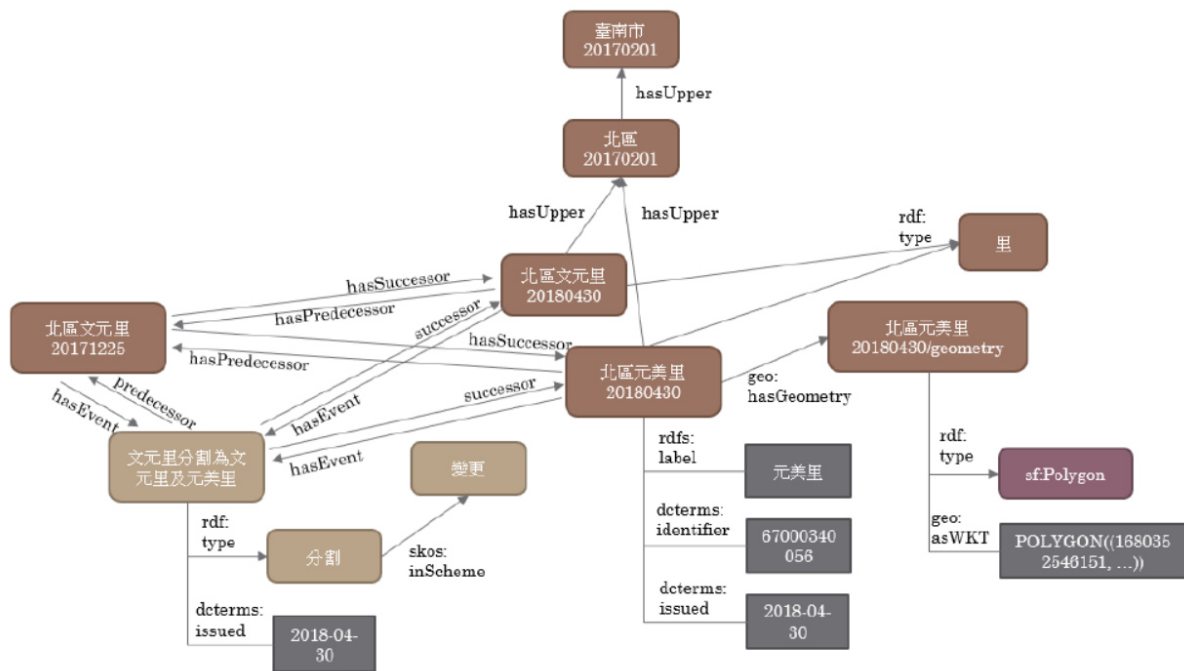 臺南市
20170201
hasUpper
北區
20170201
hasUpper
hasUpper
rdf:
type
里
北區文元里
20180430
hasSuccessor
hasPredecessor
北區文元里
20171225
successor
hasSuccessor
hasPredecessor
北區元美里
20180430/geometry
北區元美里
20180430
geo:
hasGeometry
predecessor
hasEvent
hasEvent
successor
hasEvent
文元里分割為文
元里及元美里
變更
rdfs:
label
元美里
rdf:
type
sf:Polygon
rdf:
type
分割
skos:
inScheme
dcterms:
identifier
67000340
056
geo:
asWKT
POLYGON((168035
2546151, ...))
dcterms:
issued
2018-04-
30
dcterms:
issued
2018-04-
30